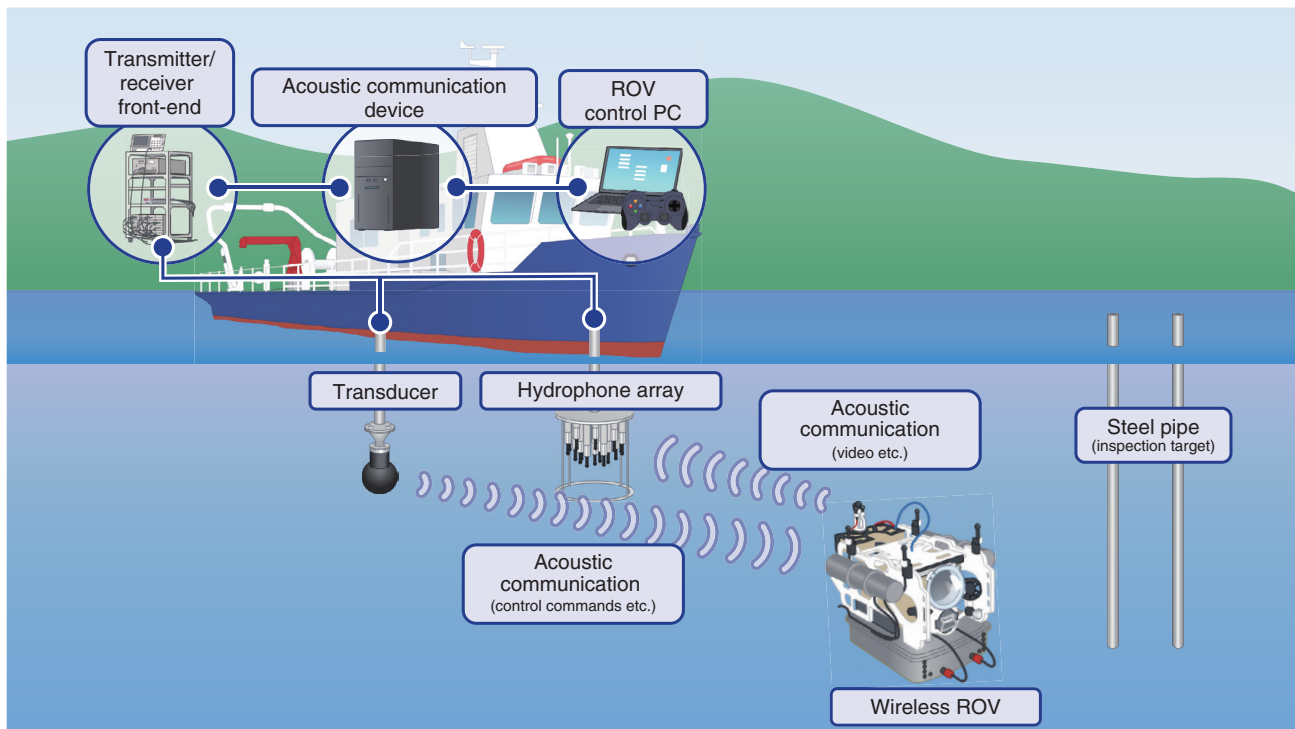 Transmitter/
receiver
front-end
Acoustic communication
device
ROV
control PC
Transducer
Hydrophone array
Acoustic
communication
(video etc.)
Steel pipe
(inspection target)
Acoustic
communication
(control commands etc.)
Wireless ROV